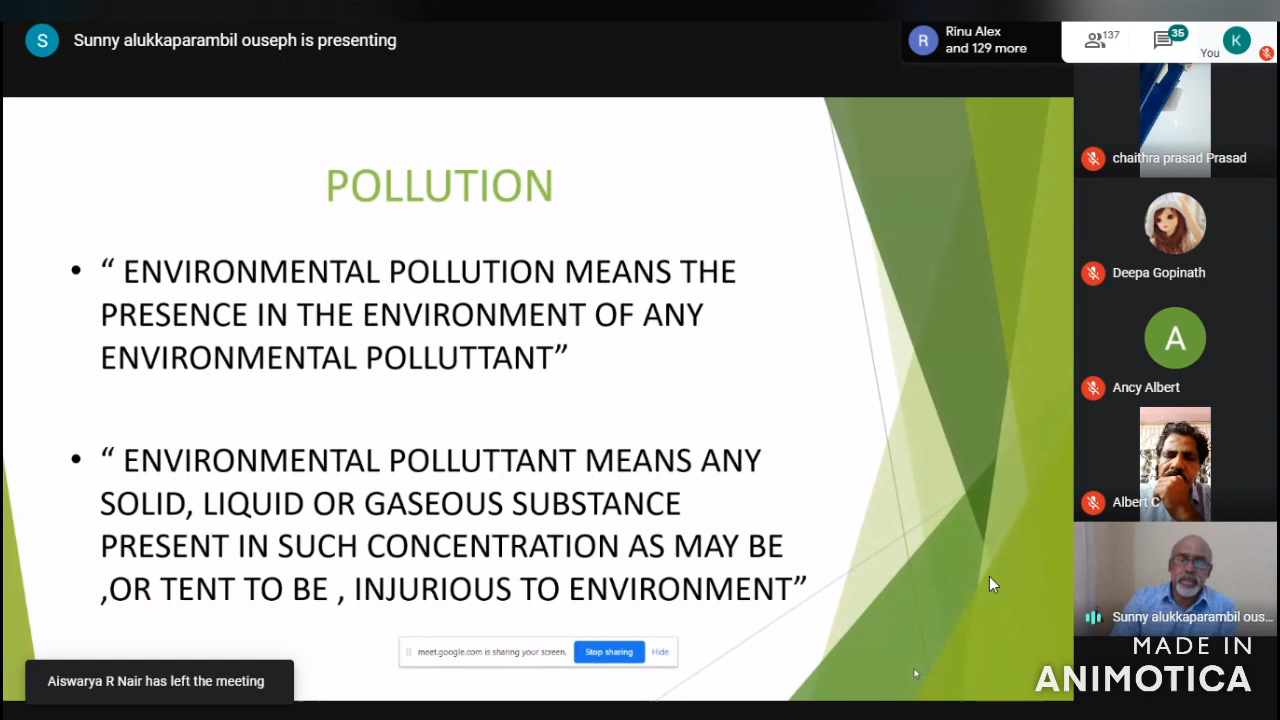 S Sunny alukkaparambil ouseph is presenting
R Rinu Alex
and 129 more
137
35
You
K
POLLUTION
• “ ENVIRONMENTAL POLLUTION MEANS THE
PRESENCE IN THE ENVIRONMENT OF ANY
ENVIRONMENTAL POLLUTTANT”
• “ ENVIRONMENTAL POLLUTTANT MEANS ANY
SOLID, LIQUID OR GASEOUS SUBSTANCE
PRESENT IN SUCH CONCENTRATION AS MAY BE
,OR TENT TO BE , INJURIOUS TO ENVIRONMENT”
meet.google.com is sharing your screen. Stop sharing Hide
Aiswarya R Nair has left the meeting
chaithra prasad Prasad
Deepa Gopinath
A
Ancy Albert
Albert C
Sunny alukkaparambil ous...
MADE IN
ANIMOTICA